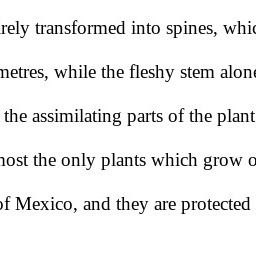 rely transformed into spines, whic
metres, while the fleshy stem alone
the assimilating parts of the plant
most the only plants which grow o
of Mexico, and they are protected